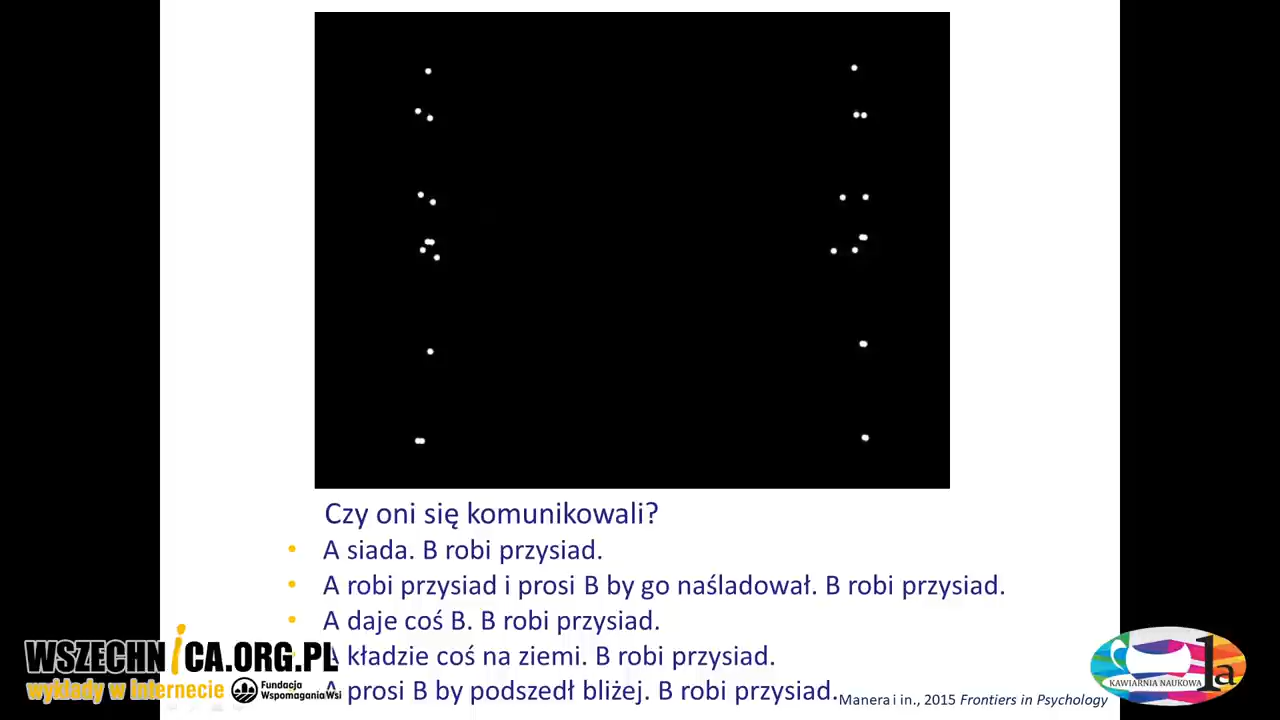 Czy oni się komunikowali?
• A siada. B robi przysiad.
• A robi przysiad i prosi B by go naśladował. B robi przysiad.
• A daje coś B. B robi przysiad.
A kładzie coś na ziemi. B robi przysiad.
A prosi B by podszedł bliżej. B robi przysiad.
Manera i in., 2015 Frontiers in Psychology
WSZECHNICA.ORG.PL
wykłady w Internecie
Fundacja
WspomaganiaWsi
1a
KAWIARNIA NAUKOWA